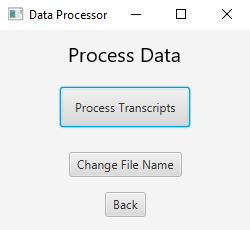 Data Processor
Process Data
Process Transcripts
Change File Name
Back